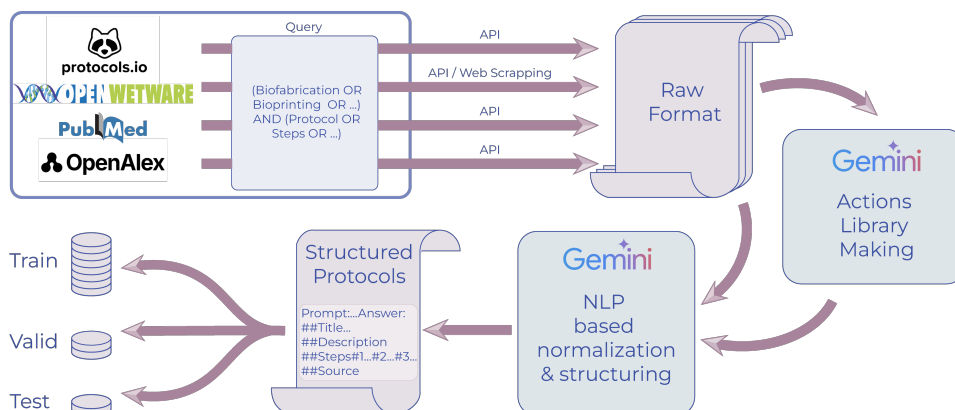 Query
protocols.io
OPENWETWARE
PubMed
OpenAlex
(Biofabrication OR
Bioprinting OR ...)
AND (Protocol OR
Steps OR ...)
API
API / Web Scrapping
API
API
Raw
Format
Gemini
Actions
Library
Making
Gemini
NLP
based
normalization
& structuring
Structured
Protocols
Prompt:...Answer:
##Title...
##Description
##Steps#1...#2...#3...
##Source
Train
Valid
Test